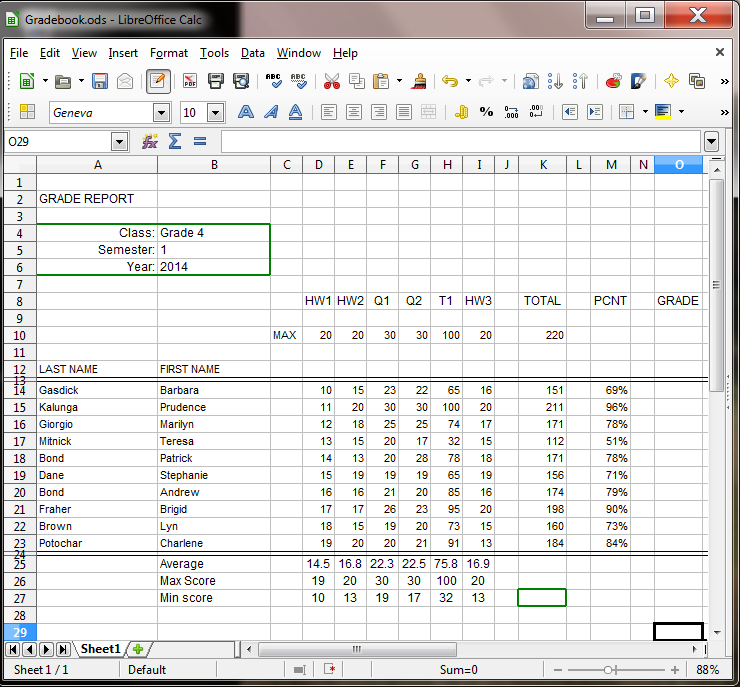 Gradebook.ods - LibreOffice Calc
File Edit View Insert Format Tools Data Window Help
ABC ABC
Geneva 10 A A A % .000 .00
O29
A B C D E F G H I J K L M N O
1
2 GRADE REPORT
3
4 Class: Grade 4
5 Semester: 1
6 Year: 2014
7
8 HW1 HW2 Q1 Q2 T1 HW3 TOTAL PCNT GRADE
9
10 MAX 20 20 30 30 100 20 220
11
12 LAST NAME FIRST NAME
13
14 Gasdick Barbara 10 15 23 22 65 16 151 69%
15 Kalunga Prudence 11 20 30 30 100 20 211 96%
16 Giorgio Marilyn 12 18 25 25 74 17 171 78%
17 Mitnick Teresa 13 15 20 17 32 15 112 51%
18 Bond Patrick 14 13 20 28 78 18 171 78%
19 Dane Stephanie 15 19 19 19 65 19 156 71%
20 Bond Andrew 16 16 21 20 85 16 174 79%
21 Fraher Brigid 17 17 26 23 95 20 198 90%
22 Brown Lyn 18 15 19 20 73 15 160 73%
23 Potochar Charlene 19 20 20 21 91 13 184 84%
24
25 Average 14.5 16.8 22.3 22.5 75.8 16.9
26 Max Score 19 20 30 30 100 20
27 Min score 10 13 19 17 32 13
28
29
Sheet1
Sheet 1 / 1 Default Sum=0 88%